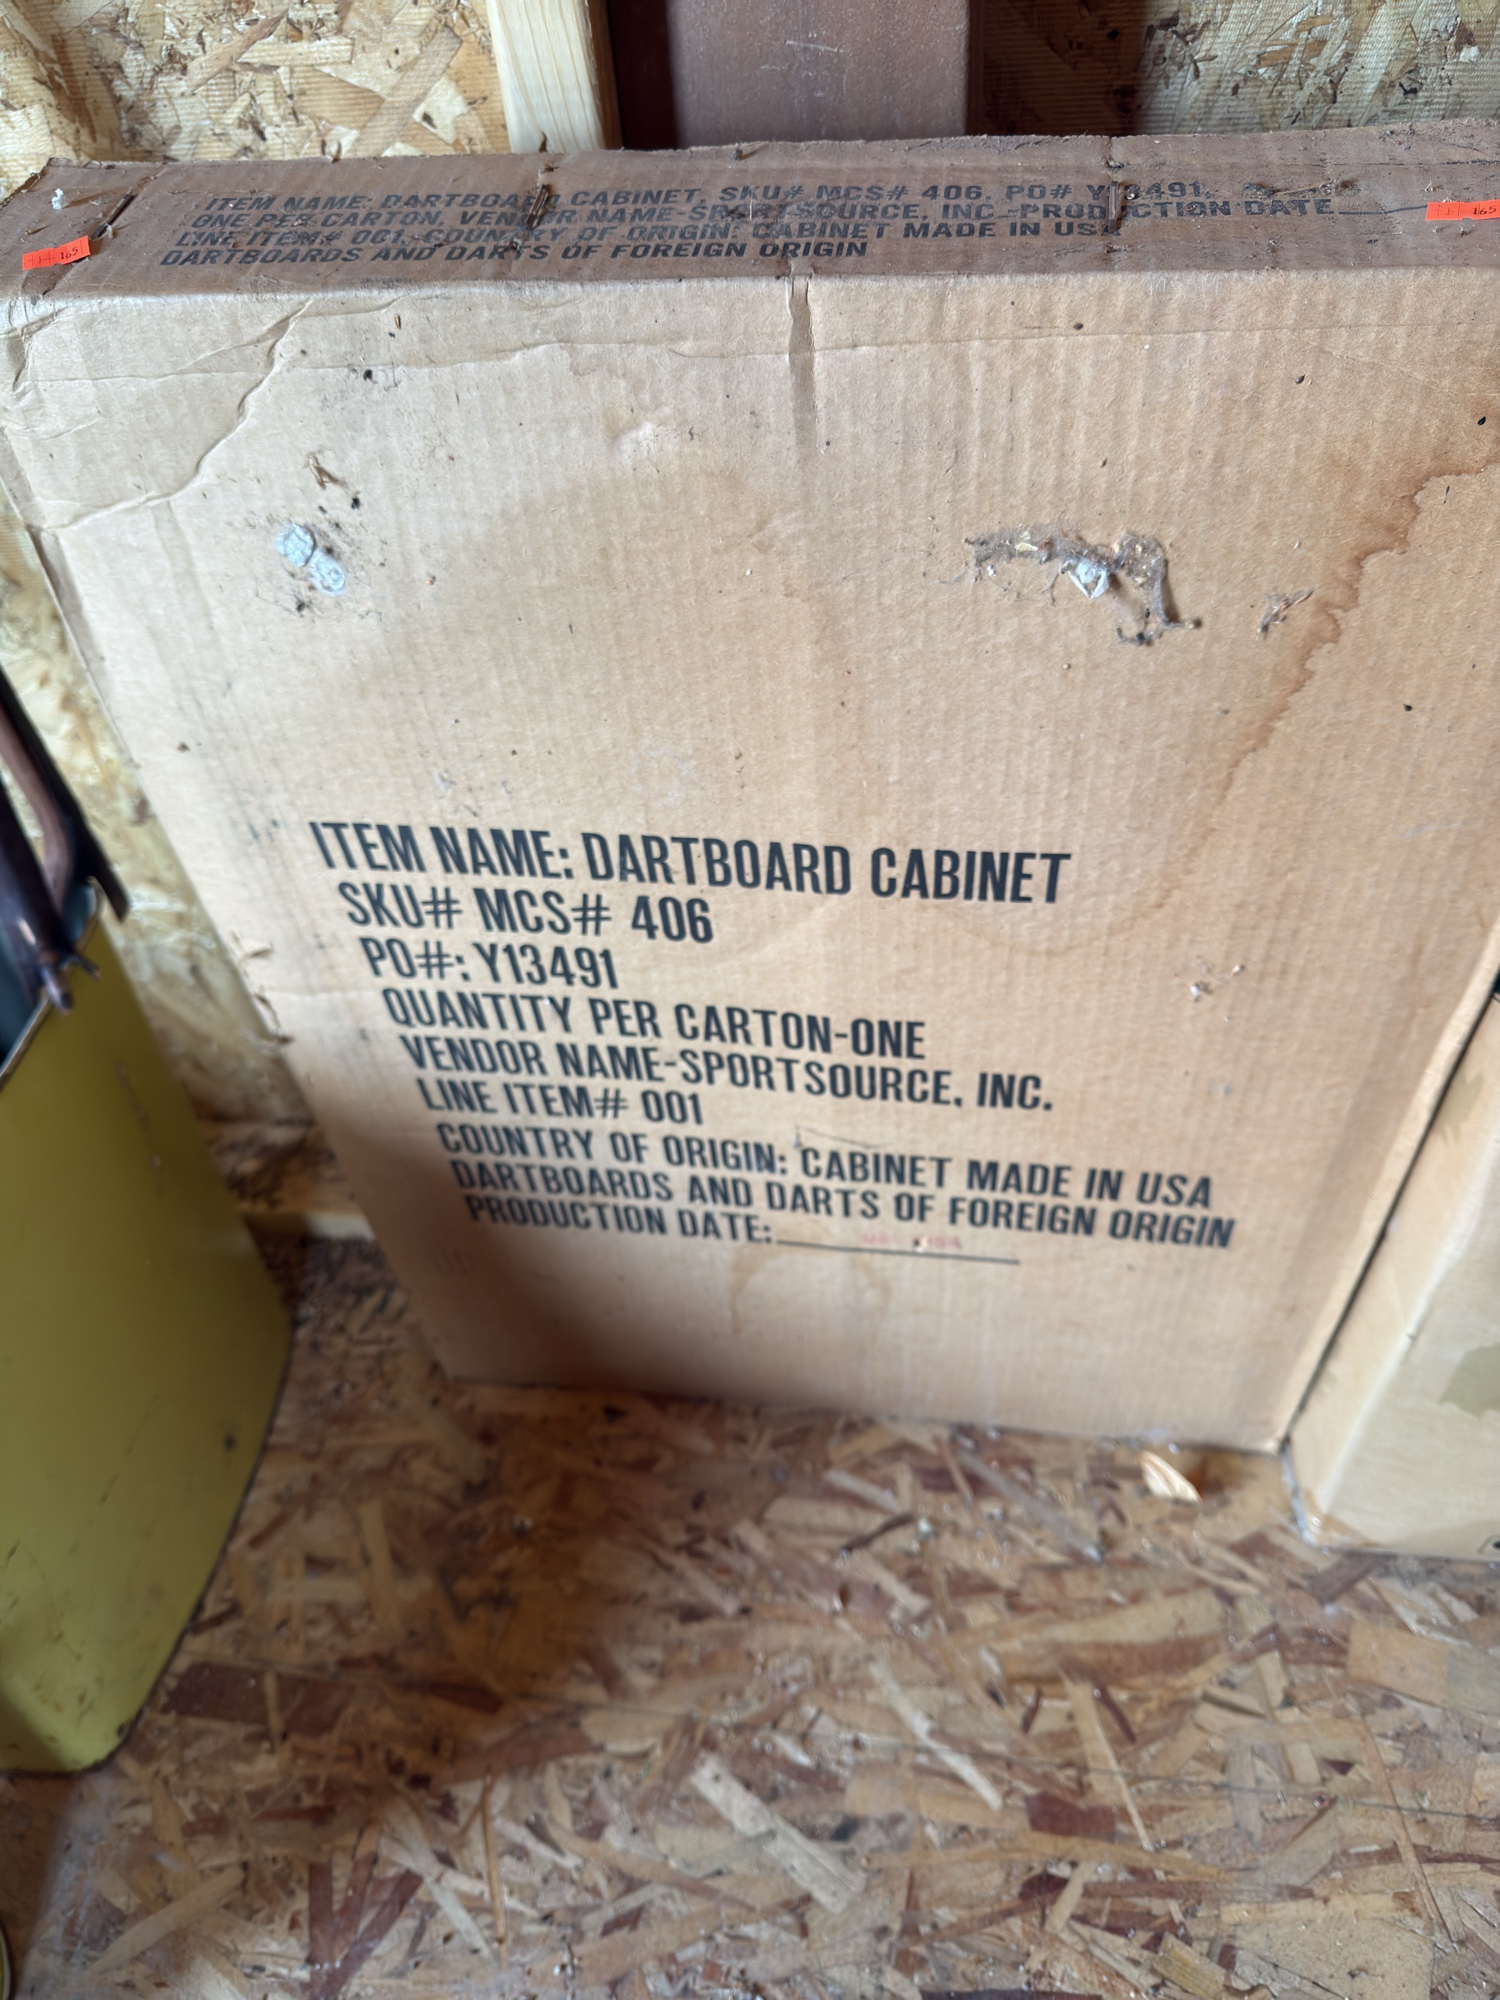 ITEM NAME: DARTBOARD CABINET, SKU# MCS# 406, PO# Y13491,
ONE PER CARTON, VENDOR NAME-SPORTSOURCE, INC. PRODUCTION DATE
LINE ITEM# 001, COUNTRY OF ORIGIN: CABINET MADE IN USA
DARTBOARDS AND DARTS OF FOREIGN ORIGIN
ITEM NAME: DARTBOARD CABINET
SKU# MCS# 406
PO#: Y13491
QUANTITY PER CARTON-ONE
VENDOR NAME-SPORTSOURCE, INC.
LINE ITEM# 001
COUNTRY OF ORIGIN: CABINET MADE IN USA
DARTBOARDS AND DARTS OF FOREIGN ORIGIN
PRODUCTION DATE: